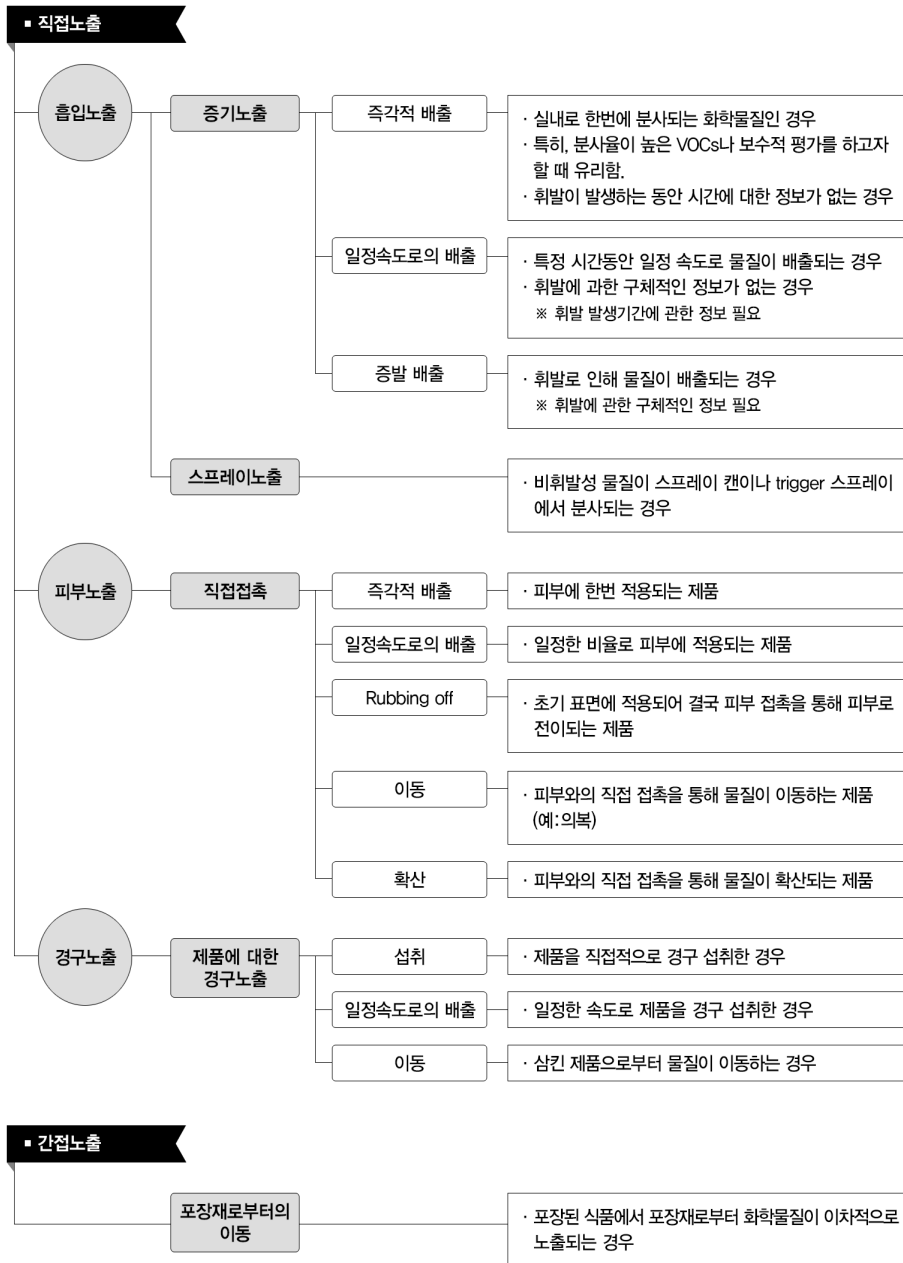 ▪ 직접노출
흡입노출
증기노출
즉각적 배출
· 실내로 한번에 분사되는 화학물질인 경우
· 특히, 분사율이 높은 VOCs나 보수적 평가를 하고자
할 때 유리함.
· 휘발이 발생하는 동안 시간에 대한 정보가 없는 경우
일정속도로의 배출
· 특정 시간동안 일정 속도로 물질이 배출되는 경우
· 휘발에 과한 구체적인 정보가 없는 경우
※ 휘발 발생기간에 관한 정보 필요
증발 배출
· 휘발로 인해 물질이 배출되는 경우
※ 휘발에 관한 구체적인 정보 필요
스프레이노출
· 비휘발성 물질이 스프레이 캔이나 trigger 스프레이
에서 분사되는 경우
피부노출
직접접촉
즉각적 배출
· 피부에 한번 적용되는 제품
일정속도로의 배출
· 일정한 비율로 피부에 적용되는 제품
Rubbing off
· 초기 표면에 적용되어 결국 피부 접촉을 통해 피부로
전이되는 제품
이동
· 피부와의 직접 접촉을 통해 물질이 이동하는 제품
(예:의복)
확산
· 피부와의 직접 접촉을 통해 물질이 확산되는 제품
경구노출
제품에 대한
경구노출
섭취
· 제품을 직접적으로 경구 섭취한 경우
일정속도로의 배출
· 일정한 속도로 제품을 경구 섭취한 경우
이동
· 삼킨 제품으로부터 물질이 이동하는 경우
▪ 간접노출
포장재로부터의
이동
· 포장된 식품에서 포장재로부터 화학물질이 이차적으로
노출되는 경우